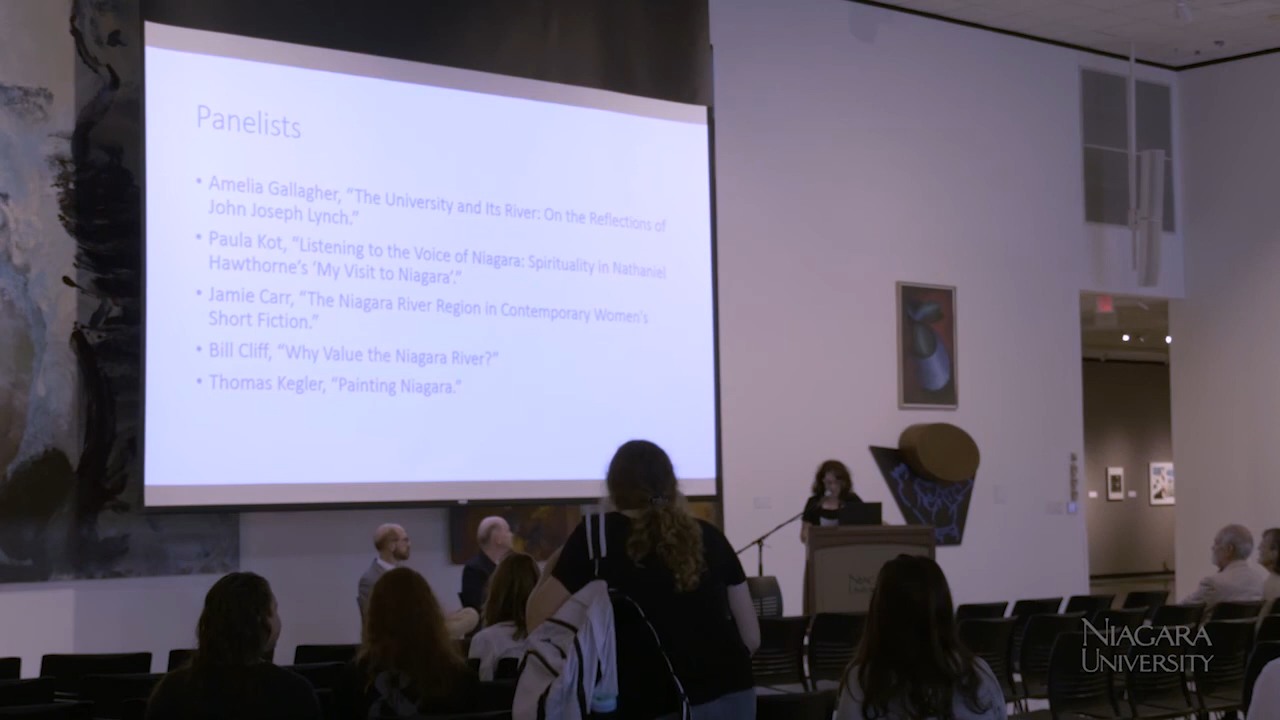 Panelists
• Amelia Gallagher, “The University and Its River: On the Reflections of
John Joseph Lynch.”
• Paula Kot, “Listening to the Voice of Niagara: Spirituality in Nathaniel
Hawthorne’s ‘My Visit to Niagara’.”
• Jamie Carr, “The Niagara River Region in Contemporary Women’s
Short Fiction.”
• Bill Cliff, “Why Value the Niagara River?”
• Thomas Kegler, “Painting Niagara.”
NIAGARA
UNIVERSITY
NIAGARA
UNIVERSITY